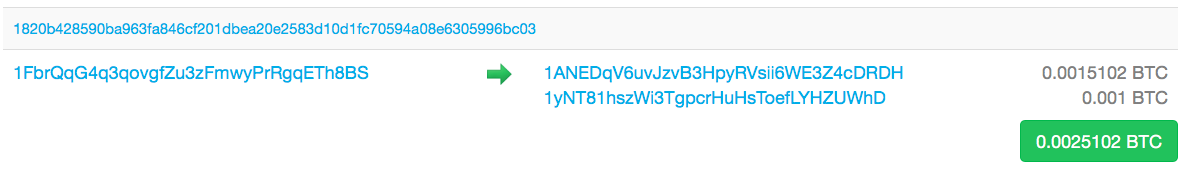 1820b428590ba963fa846cf201dbea20e2583d10d1fc70594a08e6305996bc03
1FbrQqG4q3qovgfZu3zFmwyPrRgqETh8BS
1ANEDqV6uvJzvB3HpyRVsii6WE3Z4cDRDH 0.0015102 BTC
1yNT81hszWi3TgpcrHuHsToefLYHZUWhD 0.001 BTC
0.0025102 BTC